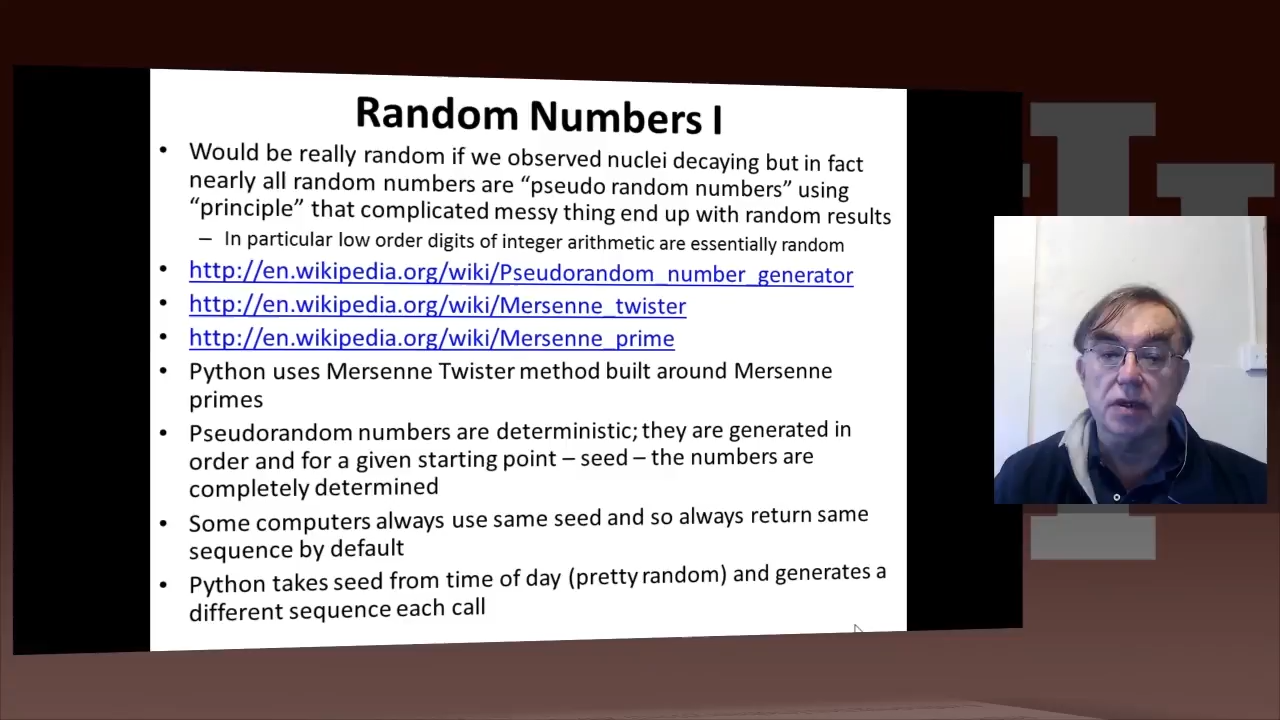 Random Numbers I
• Would be really random if we observed nuclei decaying but in fact
nearly all random numbers are “pseudo random numbers” using
“principle” that complicated messy thing end up with random results
– In particular low order digits of integer arithmetic are essentially random
• http://en.wikipedia.org/wiki/Pseudorandom_number_generator
• http://en.wikipedia.org/wiki/Mersenne_twister
• http://en.wikipedia.org/wiki/Mersenne_prime
• Python uses Mersenne Twister method built around Mersenne
primes
• Pseudorandom numbers are deterministic; they are generated in
order and for a given starting point – seed – the numbers are
completely determined
• Some computers always use same seed and so always return same
sequence by default
• Python takes seed from time of day (pretty random) and generates a
different sequence each call